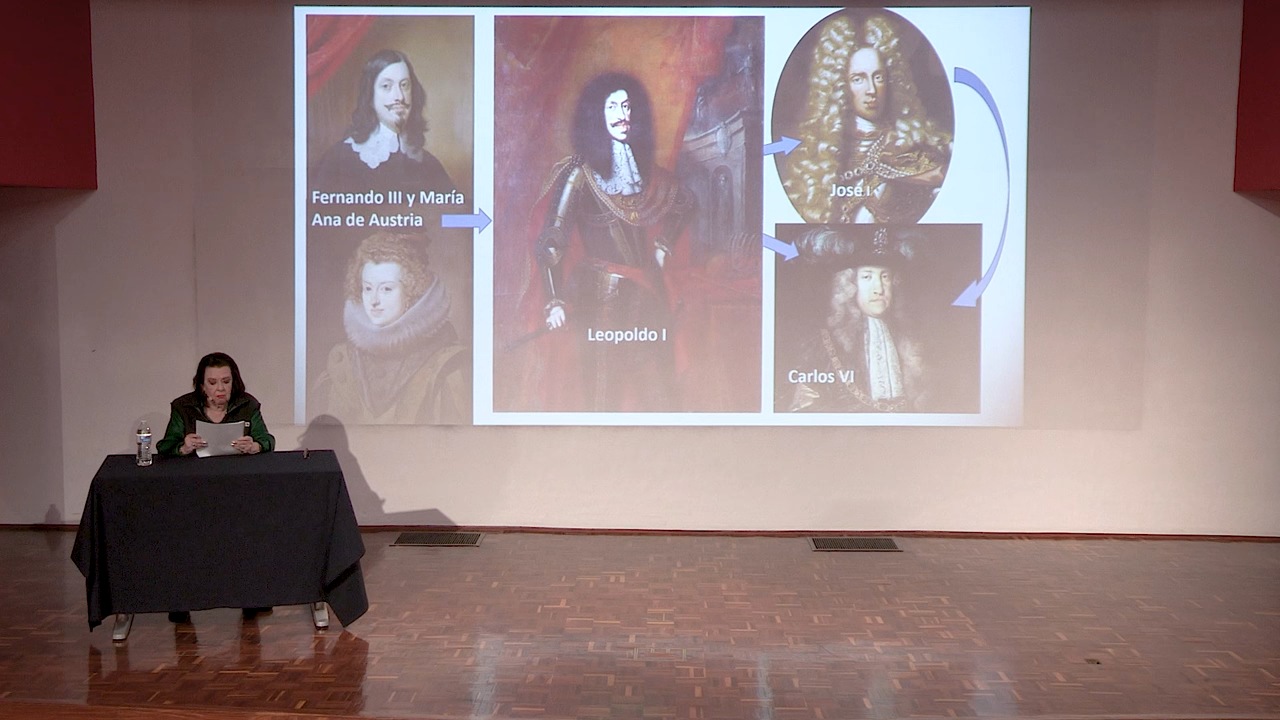 Fernando III y María
Ana de Austria
Leopoldo I
José I
Carlos VI